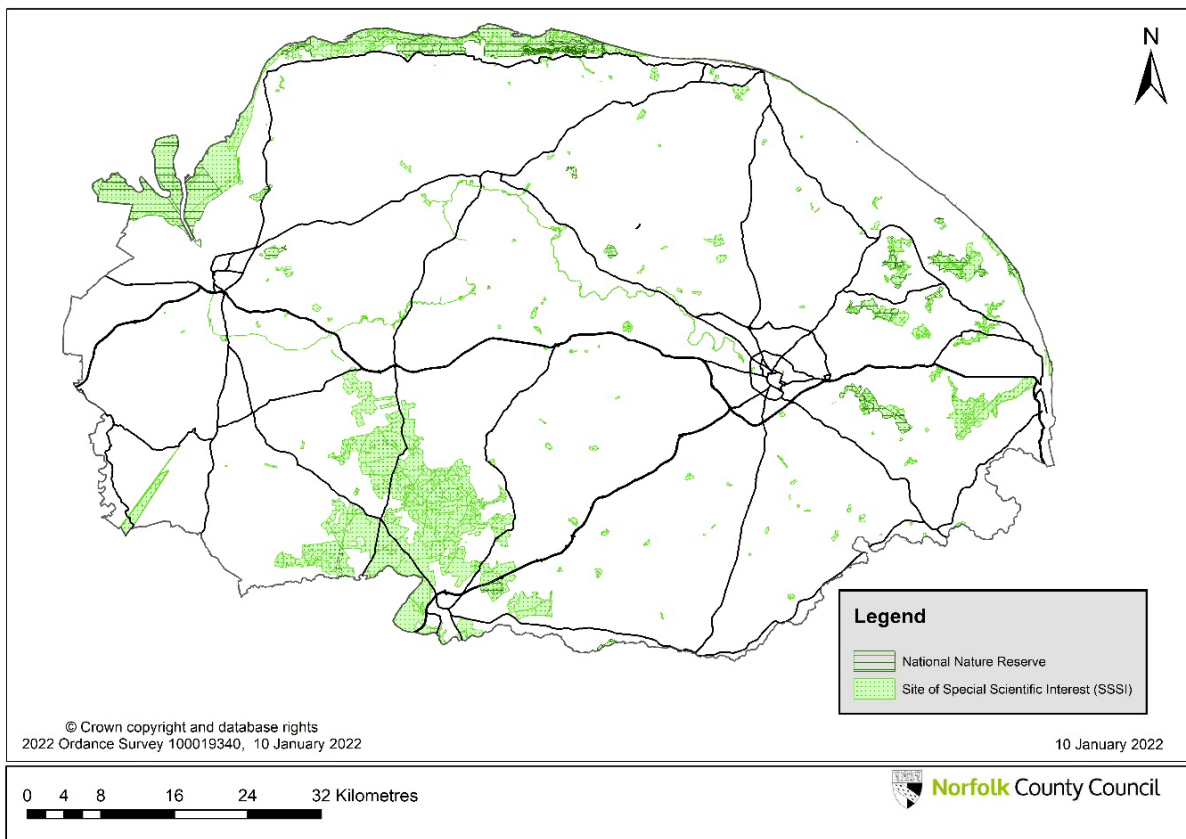 N
Legend
National Nature Reserve
Site of Special Scientific Interest (SSSI)
© Crown copyright and database rights
2022 Ordance Survey 100019340, 10 January 2022
10 January 2022
0 4 8 16 24 32 Kilometres
Norfolk County Council